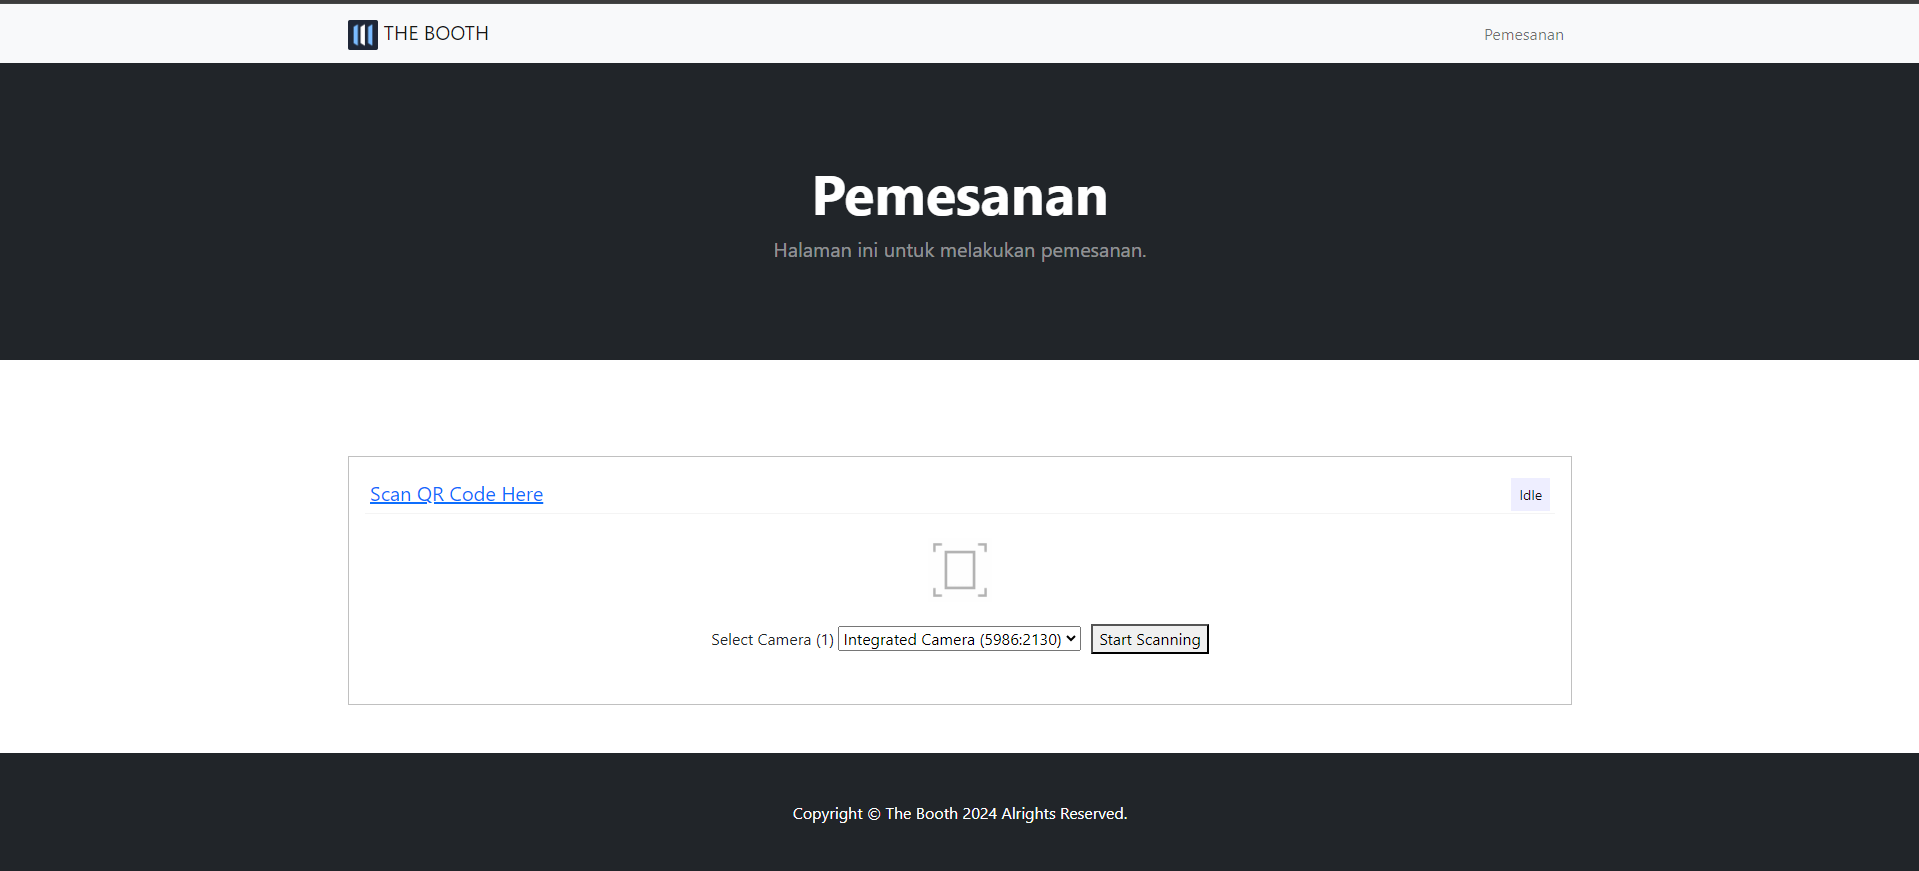 THE BOOTH
Pemesanan
Pemesanan
Halaman ini untuk melakukan pemesanan.
Scan QR Code Here
Idle
Select Camera (1) Integrated Camera (5986:2130) Start Scanning
Copyright © The Booth 2024 Alrights Reserved.